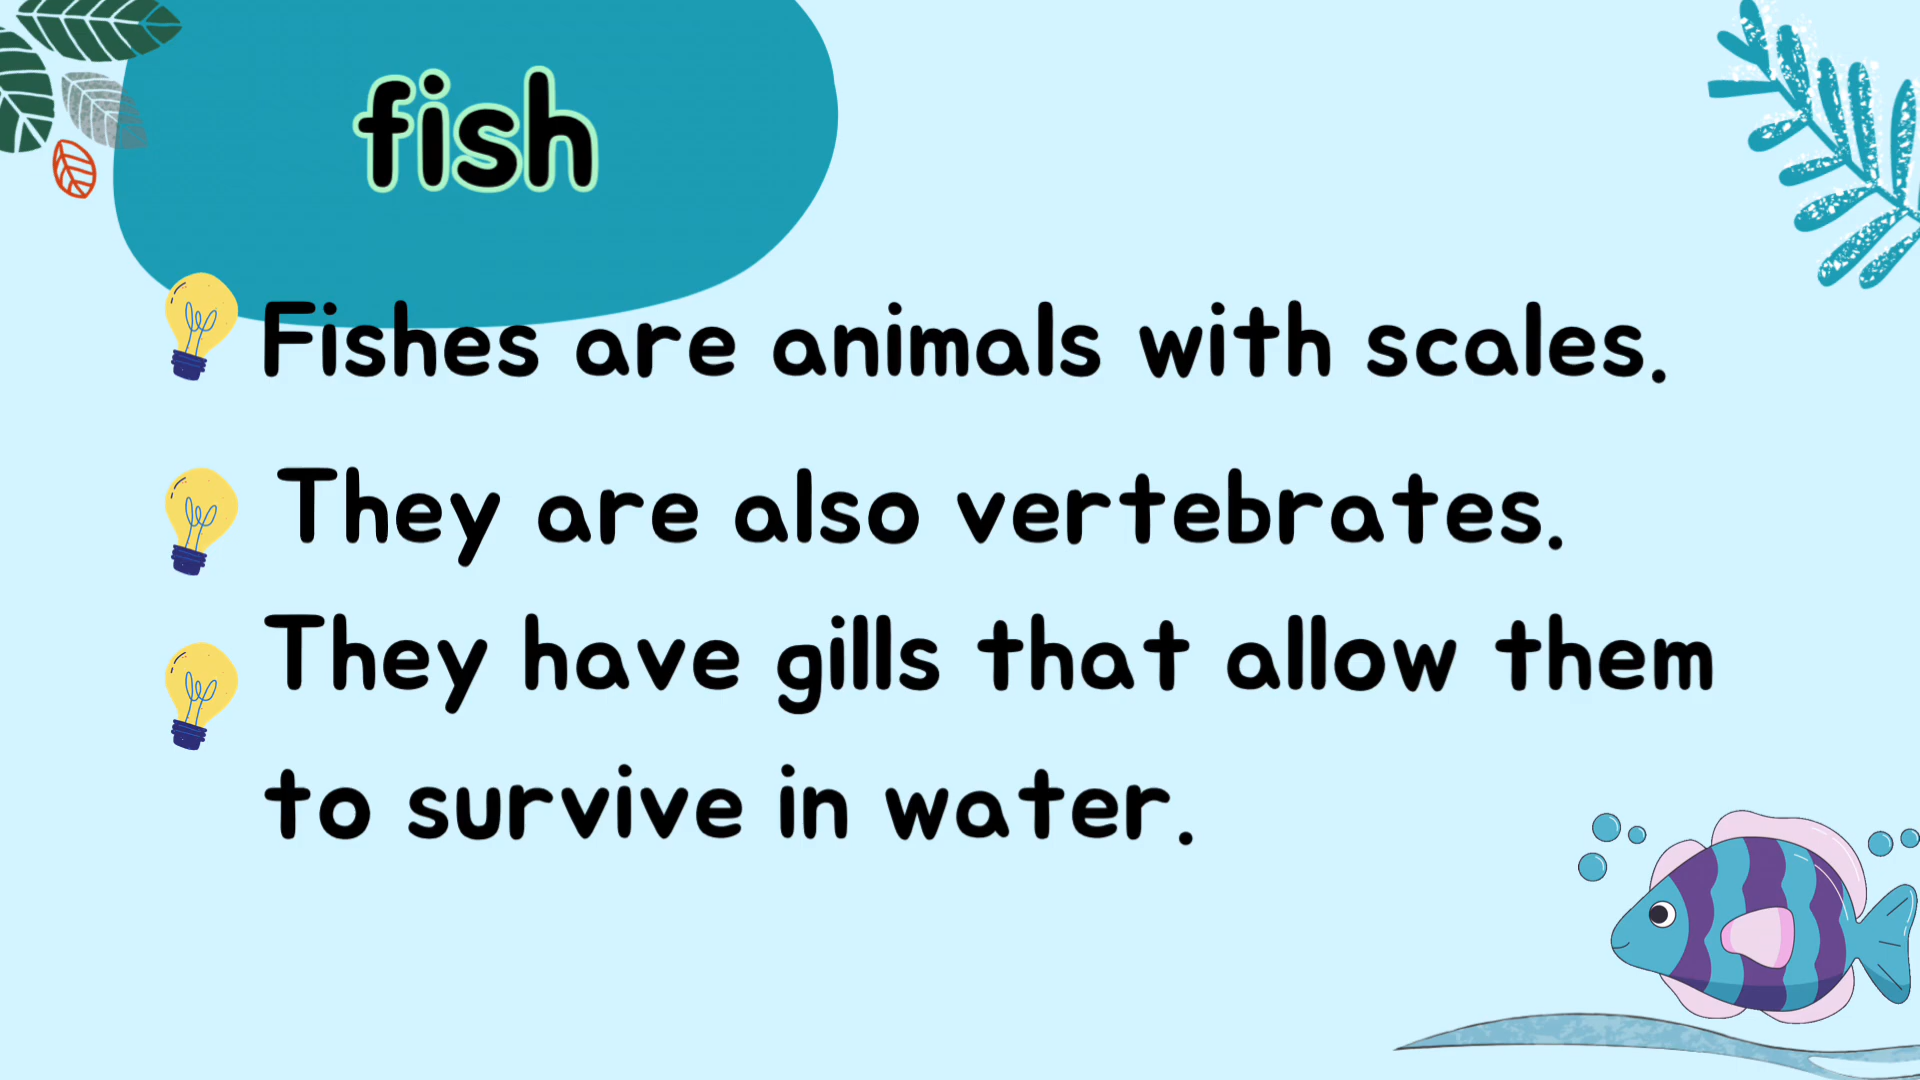 fish
Fishes are animals with scales.
They are also vertebrates.
They have gills that allow them
to survive in water.